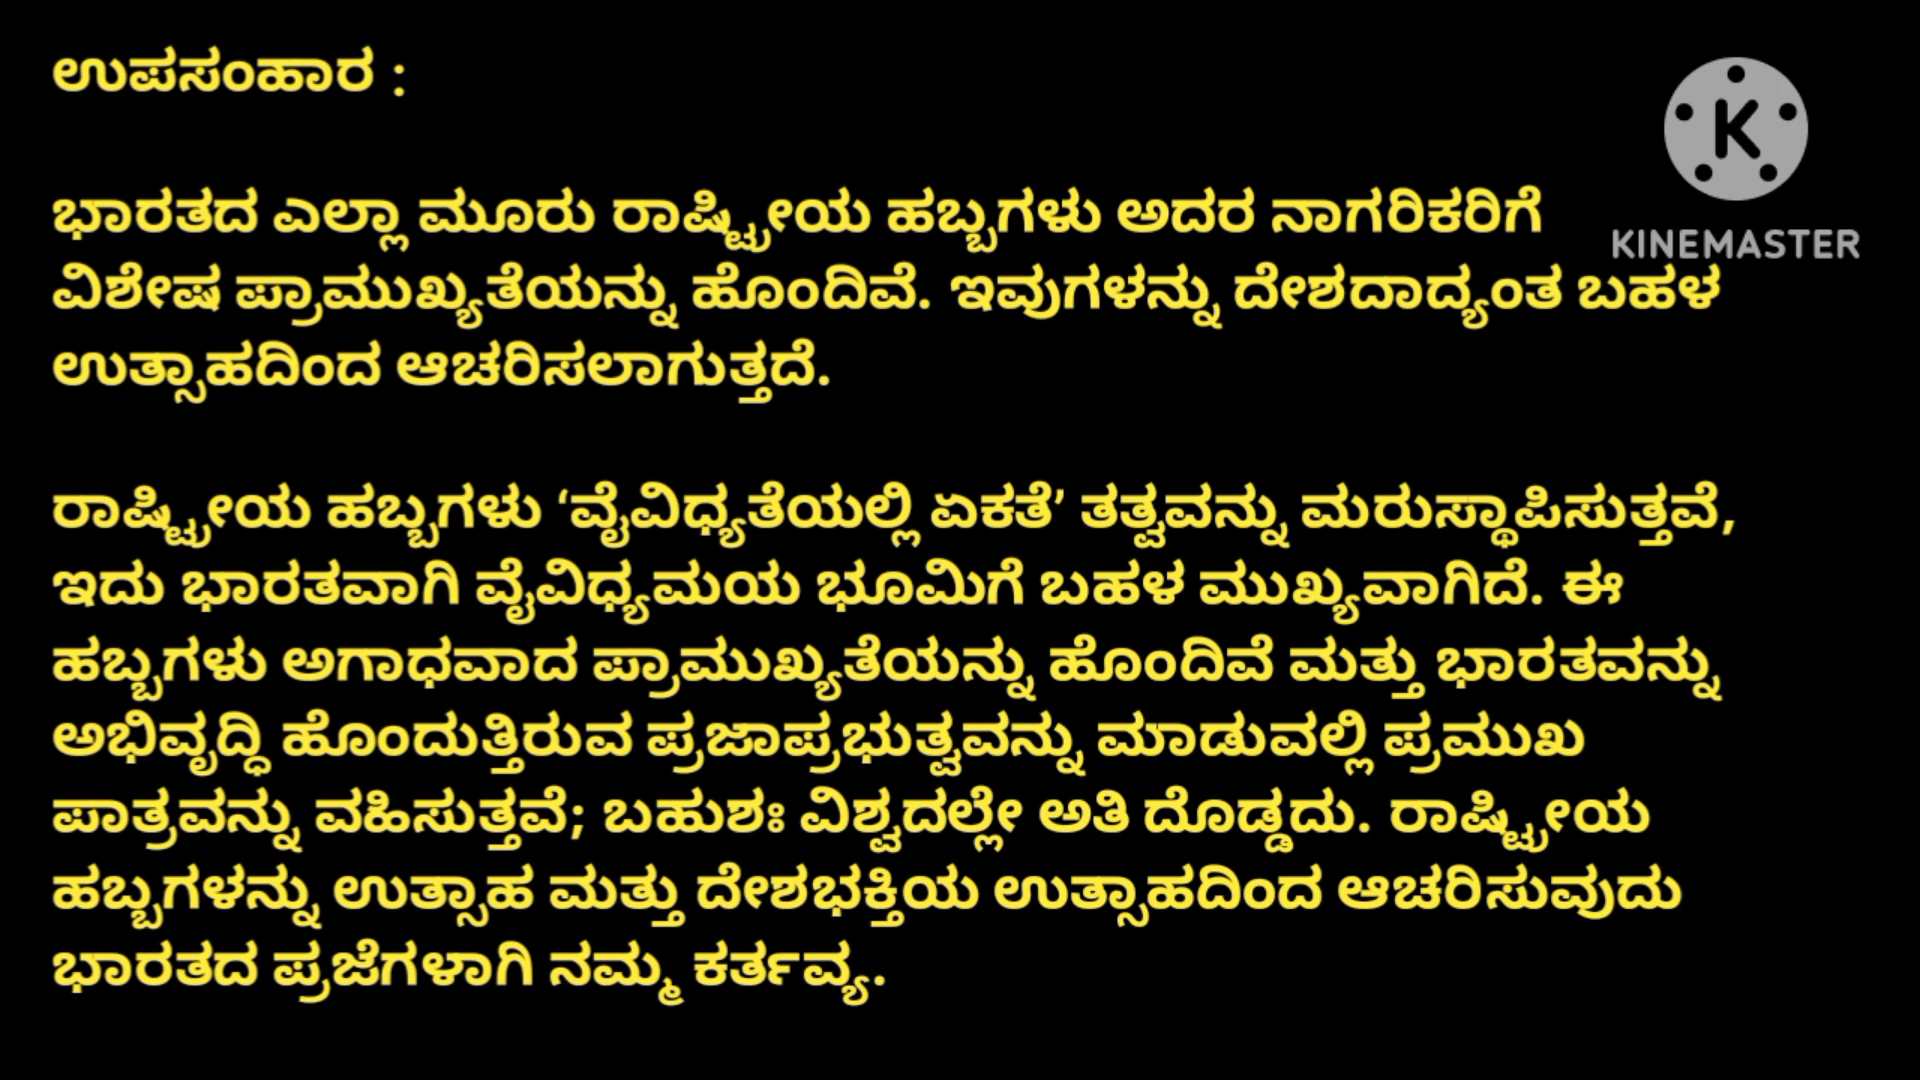 ಉಪಸಂಹಾರ :
ಭಾರತದ ಎಲ್ಲಾ ಮೂರು ರಾಷ್ಟ್ರೀಯ ಹಬ್ಬಗಳು ಅದರ ನಾಗರಿಕರಿಗೆ
ವಿಶೇಷ ಪ್ರಾಮುಖ್ಯತೆಯನ್ನು ಹೊಂದಿವೆ. ಇವುಗಳನ್ನು ದೇಶದಾದ್ಯಂತ ಬಹಳ
ಉತ್ಸಾಹದಿಂದ ಆಚರಿಸಲಾಗುತ್ತದೆ.
ರಾಷ್ಟ್ರೀಯ ಹಬ್ಬಗಳು ‘ವೈವಿಧ್ಯತೆಯಲ್ಲಿ ಏಕತೆ’ ತತ್ವವನ್ನು ಮರುಸ್ಥಾಪಿಸುತ್ತವೆ,
ಇದು ಭಾರತವಾಗಿ ವೈವಿಧ್ಯಮಯ ಭೂಮಿಗೆ ಬಹಳ ಮುಖ್ಯವಾಗಿದೆ. ಈ
ಹಬ್ಬಗಳು ಅಗಾಧವಾದ ಪ್ರಾಮುಖ್ಯತೆಯನ್ನು ಹೊಂದಿವೆ ಮತ್ತು ಭಾರತವನ್ನು
ಅಭಿವೃದ್ಧಿ ಹೊಂದುತ್ತಿರುವ ಪ್ರಜಾಪ್ರಭುತ್ವವನ್ನು ಮಾಡುವಲ್ಲಿ ಪ್ರಮುಖ
ಪಾತ್ರವನ್ನು ವಹಿಸುತ್ತವೆ; ಬಹುಶಃ ವಿಶ್ವದಲ್ಲೇ ಅತಿ ದೊಡ್ಡದು. ರಾಷ್ಟ್ರೀಯ
ಹಬ್ಬಗಳನ್ನು ಉತ್ಸಾಹ ಮತ್ತು ದೇಶಭಕ್ತಿಯ ಉತ್ಸಾಹದಿಂದ ಆಚರಿಸುವುದು
ಭಾರತದ ಪ್ರಜೆಗಳಾಗಿ ನಮ್ಮ ಕರ್ತವ್ಯ.
K
KINEMASTER